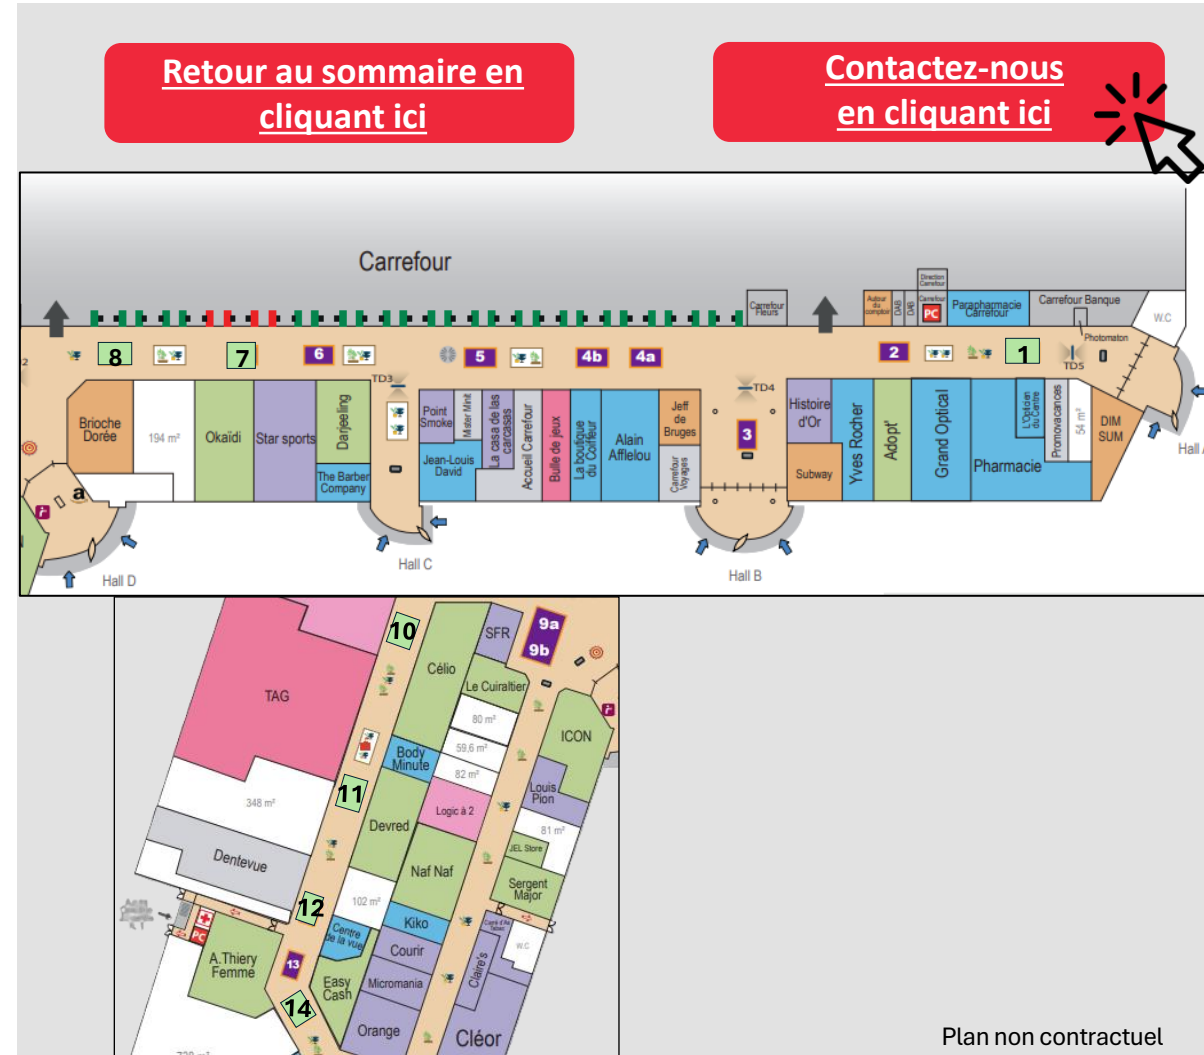 Retour au sommaire en
cliquant ici
Contactez-nous
en cliquant ici
Carrefour
Direction
Carrefour
Carrefour
Fleurs
Autour
du
comptoir
DAB
DAB
Carrefour
PC
Parapharmacie
Carrefour
Carrefour Banque
W.C
Photomaton
8
7
6
5
4b
4a
2
1
TD3
TD4
TD5
3
Brioche
Dorée
194 m²
Okaïdi
Star sports
Darjeeling
The Barber
Company
Point
Smoke
Mister Minit
Jean-Louis
David
La casa de las
carcasas
Accueil Carrefour
Bulle de jeux
La boutique
du Coiffeur
Alain
Afflelou
Jeff
de
Bruges
Carrefour
Voyages
Histoire
d'Or
Subway
Yves Rocher
Adopt'
Grand Optical
Pharmacie
L'Opticien
du Centre
Promovacances
54 m²
DIM
SUM
a
Hall D
Hall C
Hall B
Hall A
10
9a
9b
SFR
Célio
TAG
Le Cuiraltier
80 m²
ICON
59,6 m²
Body
Minute
82 m²
Louis
Pion
11
348 m²
Logic à 2
Devred
81 m²
JEL Store
Dentevue
Naf Naf
Sergent
Major
102 m²
12
Kiko
Centre
de la vue
Carré d'As
Tabac
W.C
PC
Courir
A.Thiery
Femme
13
Claire's
Easy
Cash
Micromania
14
Orange
Cléor
Plan non contractuel